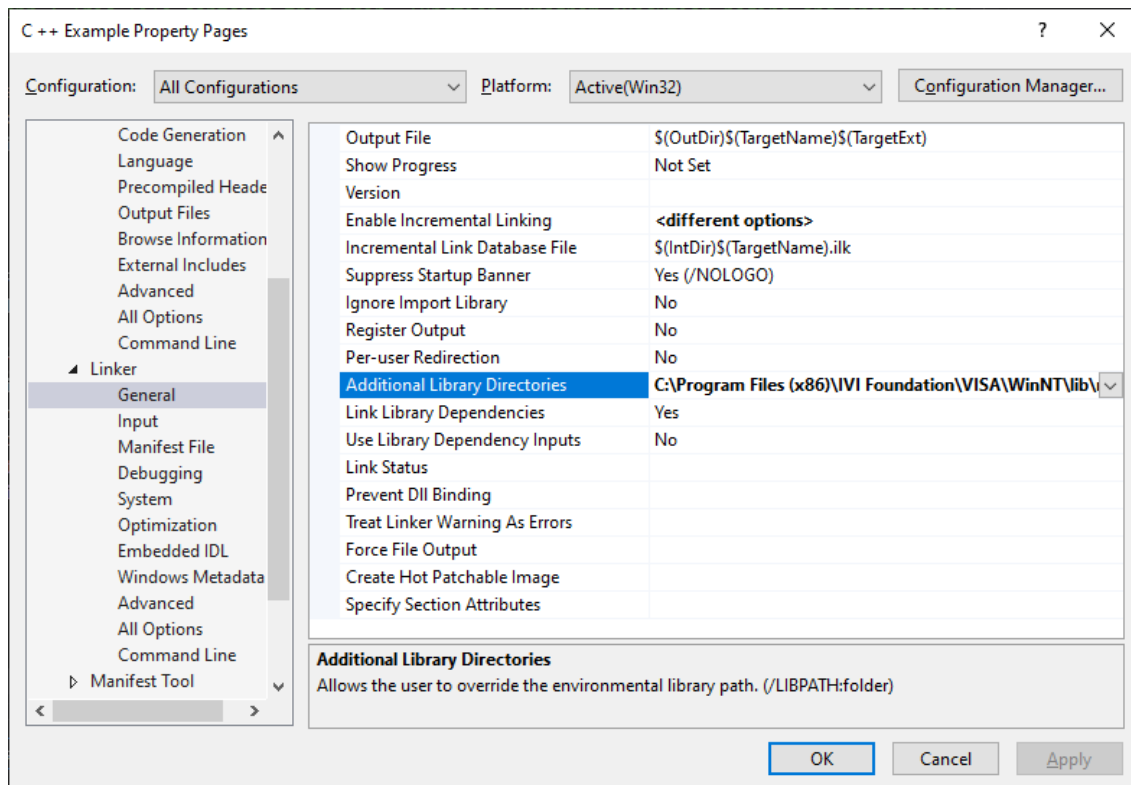 C ++ Example Property Pages ?
Configuration: All Configurations Platform: Active(Win32) Configuration Manager...
Code Generation
Language
Precompiled Heade
Output Files
Browse Information
External Includes
Advanced
All Options
Command Line
Linker
General
Input
Manifest File
Debugging
System
Optimization
Embedded IDL
Windows Metadata
Advanced
All Options
Command Line
Manifest Tool
Output File $(OutDir)$(TargetName)$(TargetExt)
Show Progress Not Set
Version
Enable Incremental Linking <different options>
Incremental Link Database File $(IntDir)$(TargetName).ilk
Suppress Startup Banner Yes (/NOLOGO)
Ignore Import Library No
Register Output No
Per-user Redirection No
Additional Library Directories C:\Program Files (x86)\IVI Foundation\VISA\WinNT\lib\
Link Library Dependencies Yes
Use Library Dependency Inputs No
Link Status
Prevent Dll Binding
Treat Linker Warning As Errors
Force File Output
Create Hot Patchable Image
Specify Section Attributes
Additional Library Directories
Allows the user to override the environmental library path. (/LIBPATH:folder)
OK Cancel Apply